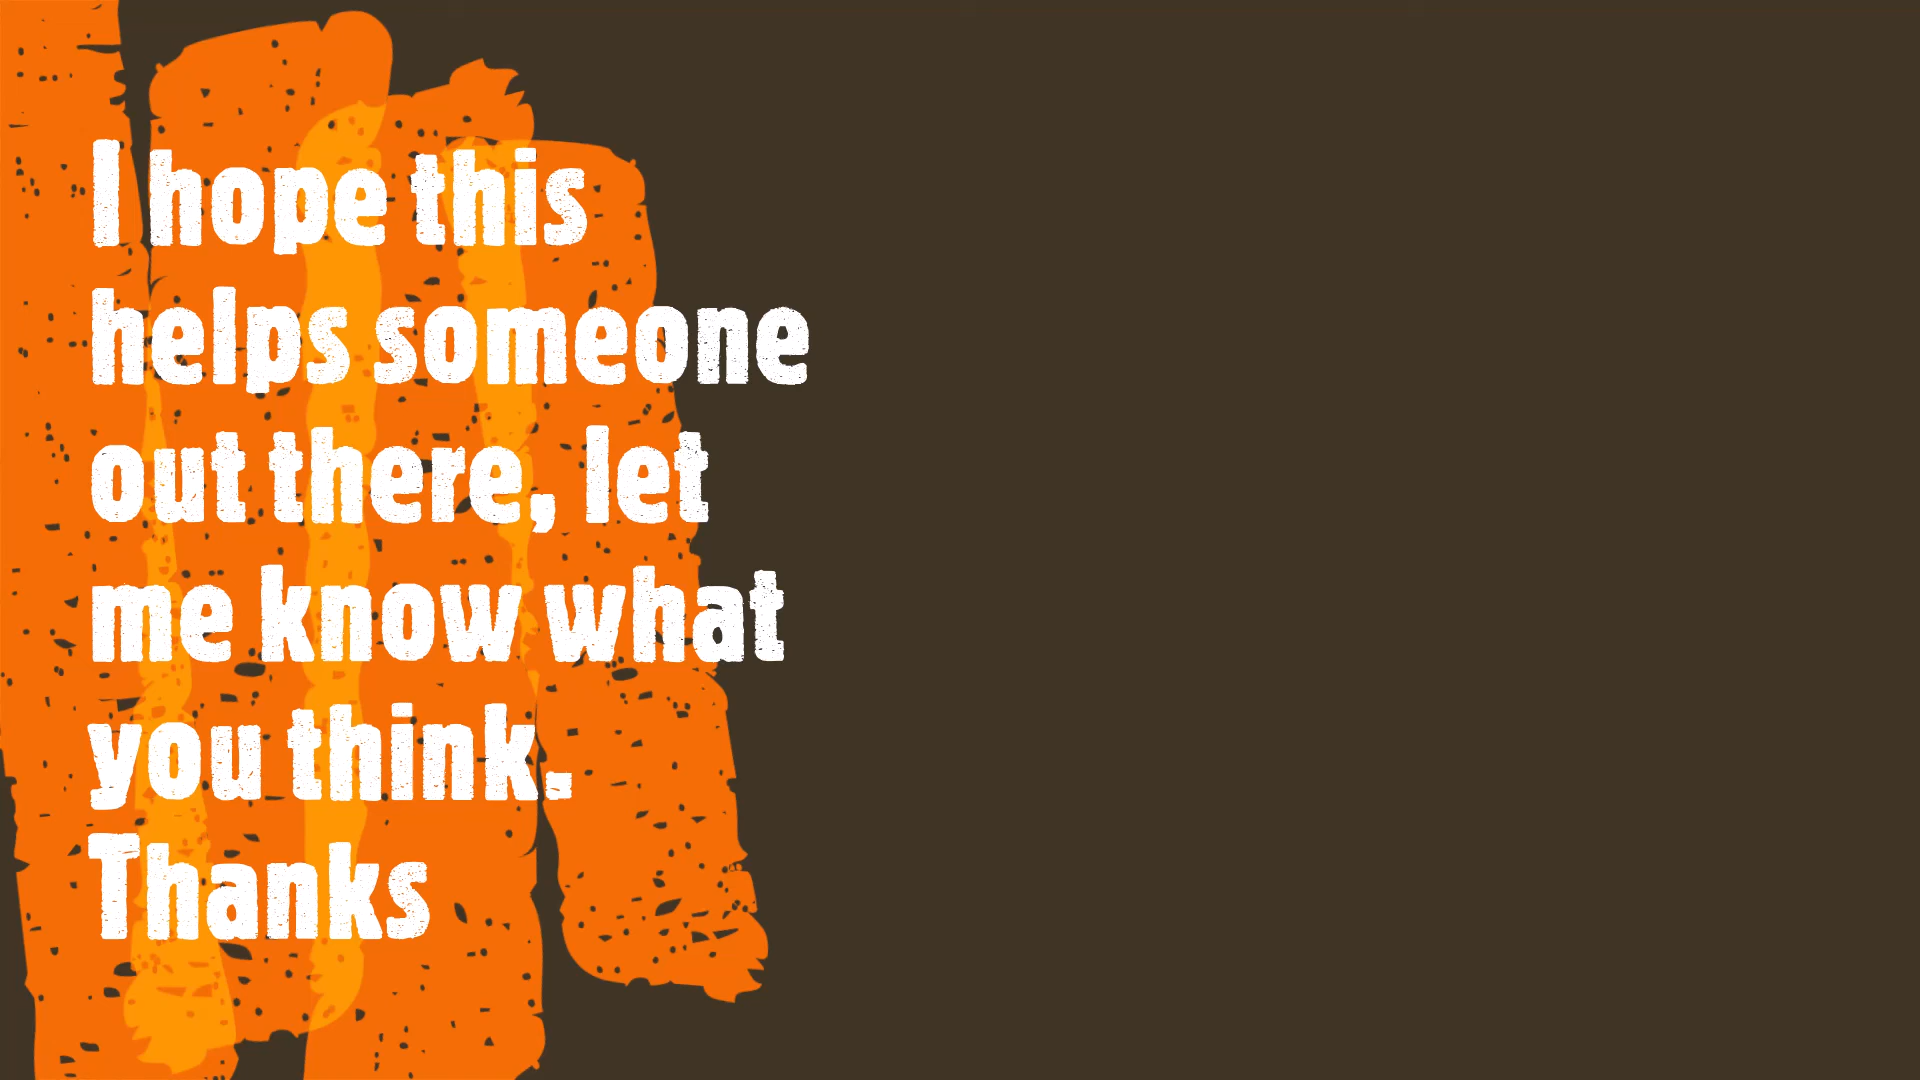 I hope this
helps someone
out there, let
me know what
you think.
Thanks